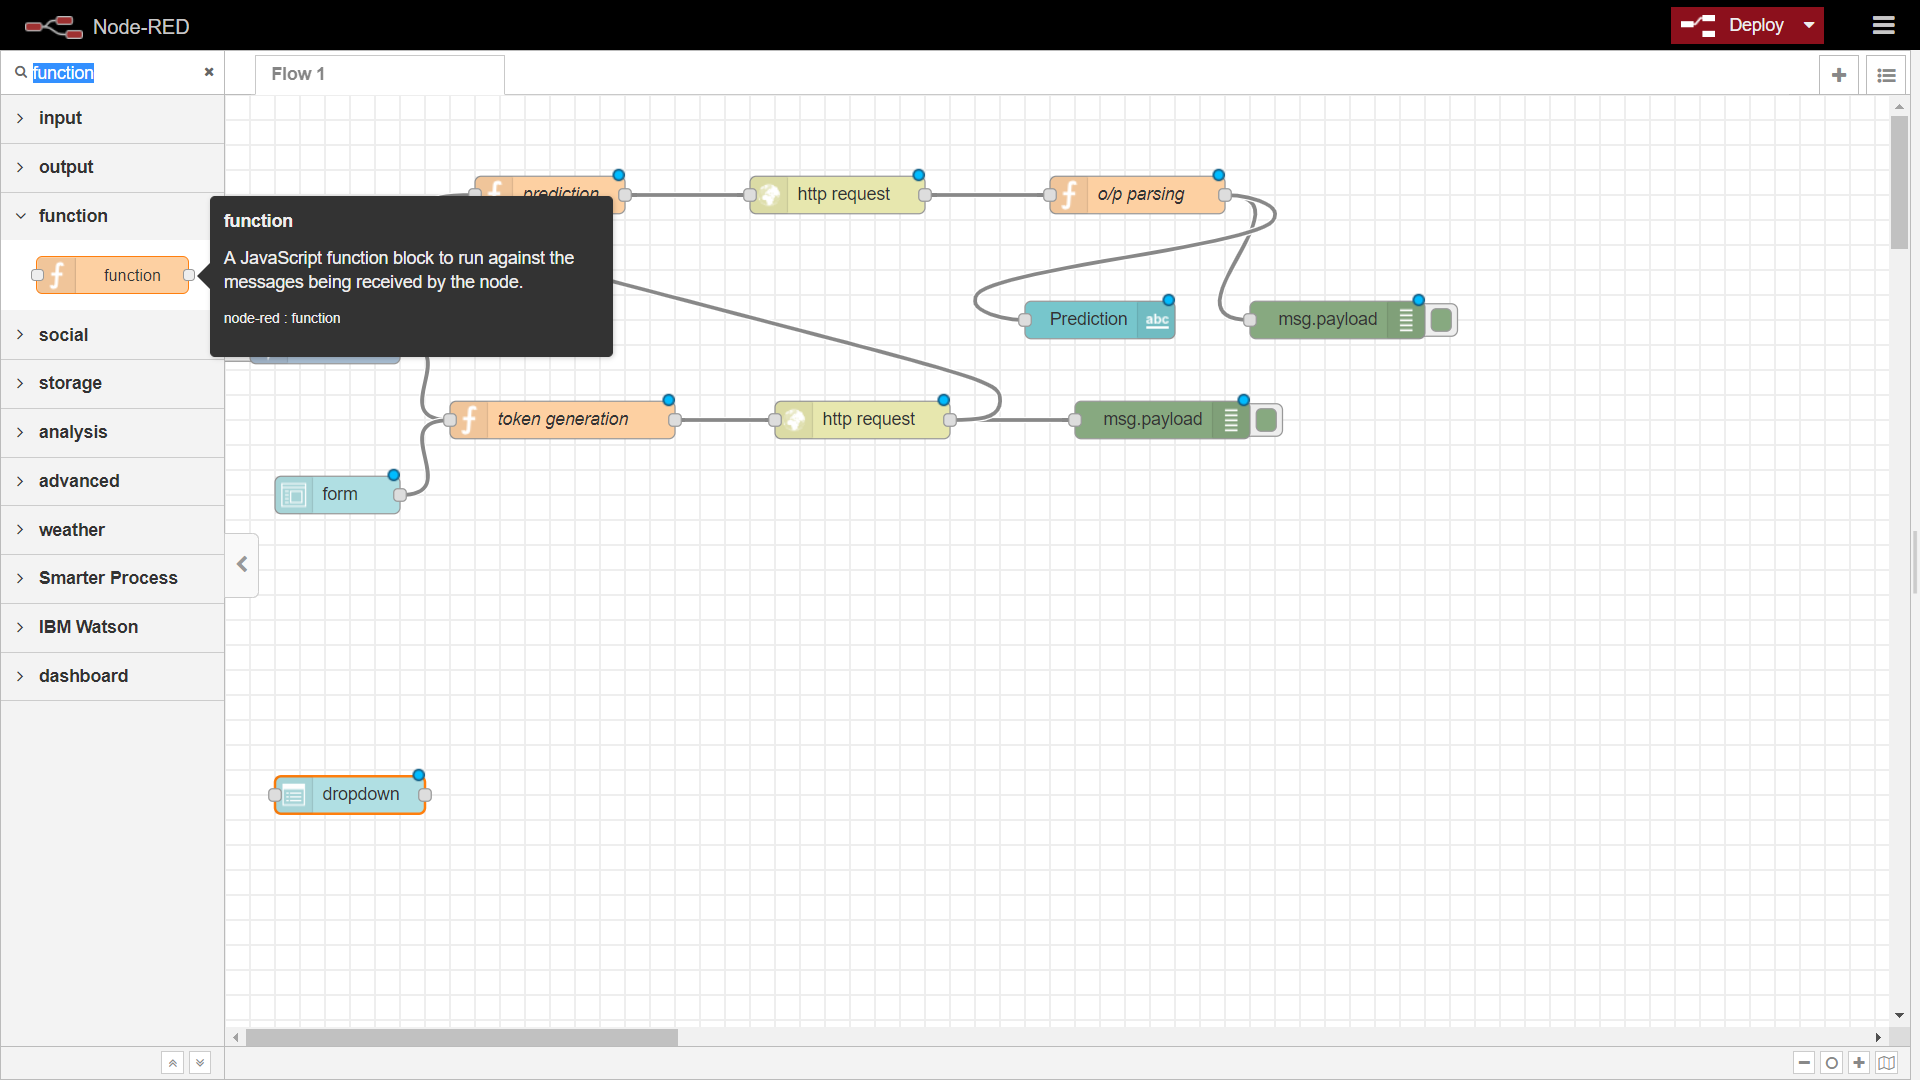 Node-RED
Deploy
function
Flow 1
input
output
function
function
social
storage
analysis
advanced
weather
Smarter Process
IBM Watson
dashboard
function
A JavaScript function block to run against the
messages being received by the node.
node-red : function
prediction
http request
o/p parsing
Prediction
abc
msg.payload
token generation
http request
msg.payload
form
dropdown